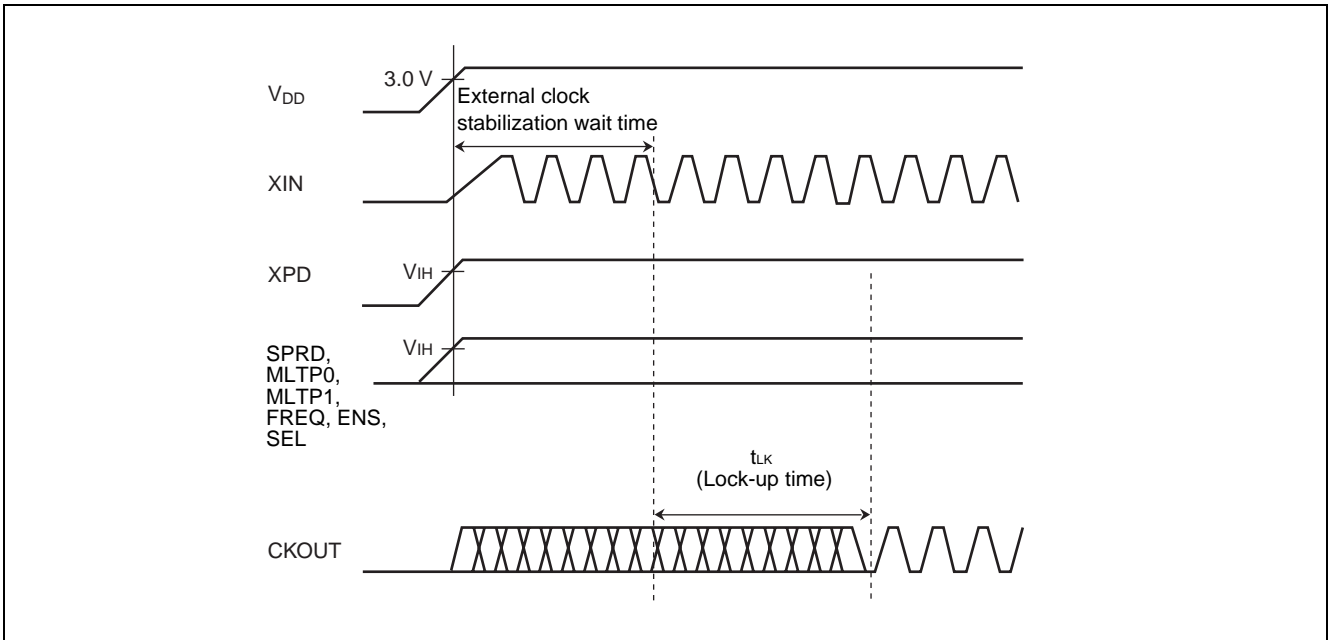 VDD
3.0 V
External clock
stabilization wait time
XIN
XPD
VIH
SPRD,
MLTP0,
MLTP1,
FREQ, ENS,
SEL
VIH
tLK
(Lock-up time)
CKOUT